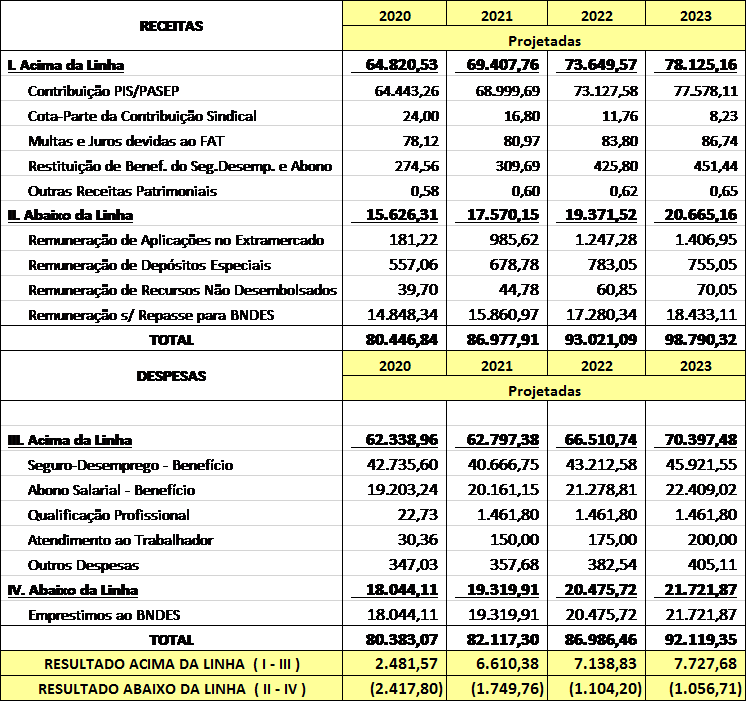 RECEITAS 2020 2021 2022 2023
Projetadas
I. Acima da Linha 64.820,53 69.407,76 73.649,57 78.125,16
Contribuição PIS/PASEP 64.443,26 68.999,69 73.127,58 77.578,11
Cota-Parte da Contribuição Sindical 24,00 16,80 11,76 8,23
Multas e Juros devidas ao FAT 78,12 80,97 83,80 86,74
Restituição de Benef. do Seg.Desemp. e Abono 274,56 309,69 425,80 451,44
Outras Receitas Patrimoniais 0,58 0,60 0,62 0,65
II. Abaixo da Linha 15.626,31 17.570,15 19.371,52 20.665,16
Remuneração de Aplicações no Extramercado 181,22 985,62 1.247,28 1.406,95
Remuneração de Depósitos Especiais 557,06 678,78 783,05 755,05
Remuneração de Recursos Não Desembolsados 39,70 44,78 60,85 70,05
Remuneração s/ Repasse para BNDES 14.848,34 15.860,97 17.280,34 18.433,11
TOTAL 80.446,84 86.977,91 93.021,09 98.790,32
DESPESAS 2020 2021 2022 2023
Projetadas
III. Acima da Linha 62.338,96 62.797,38 66.510,74 70.397,48
Seguro-Desemprego - Benefício 42.735,60 40.666,75 43.212,58 45.921,55
Abono Salarial - Benefício 19.203,24 20.161,15 21.278,81 22.409,02
Qualificação Profissional 22,73 1.461,80 1.461,80 1.461,80
Atendimento ao Trabalhador 30,36 150,00 175,00 200,00
Outros Despesas 347,03 357,68 382,54 405,11
IV. Abaixo da Linha 18.044,11 19.319,91 20.475,72 21.721,87
Emprestimos ao BNDES 18.044,11 19.319,91 20.475,72 21.721,87
TOTAL 80.383,07 82.117,30 86.986,46 92.119,35
RESULTADO ACIMA DA LINHA ( I - III ) 2.481,57 6.610,38 7.138,83 7.727,68
RESULTADO ABAIXO DA LINHA ( II - IV ) (2.417,80) (1.749,76) (1.104,20) (1.056,71)